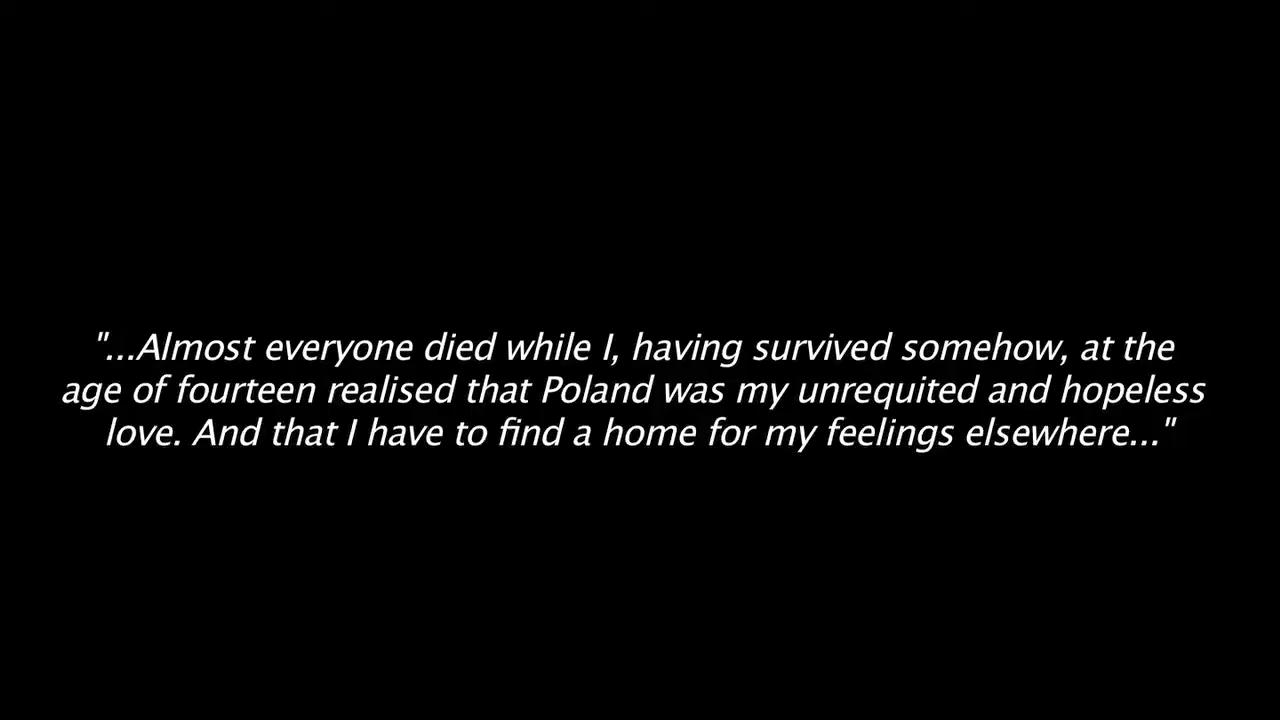 "...Almost everyone died while I, having survived somehow, at the
age of fourteen realised that Poland was my unrequited and hopeless
love. And that I have to find a home for my feelings elsewhere..."